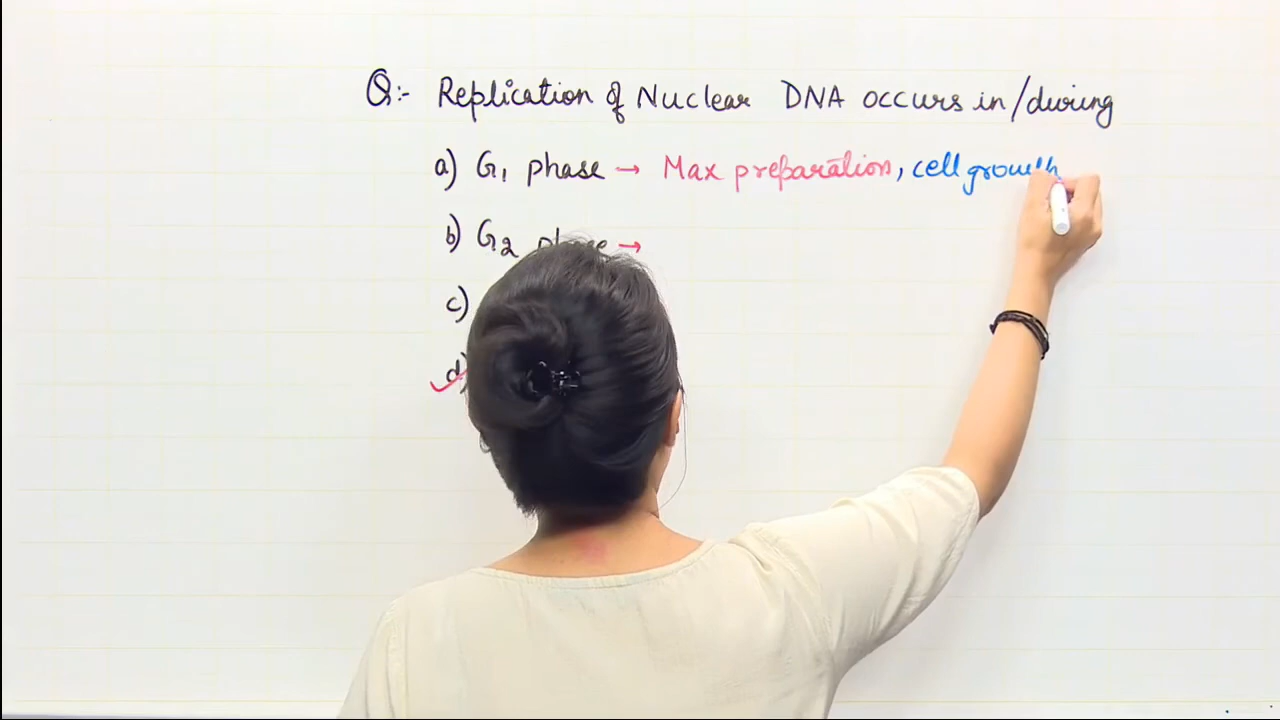 Q:- Replication of Nuclear DNA occurs in/during
a) G1 phase → Max preparation, cell growth
b) G2 phase →
c)
d)